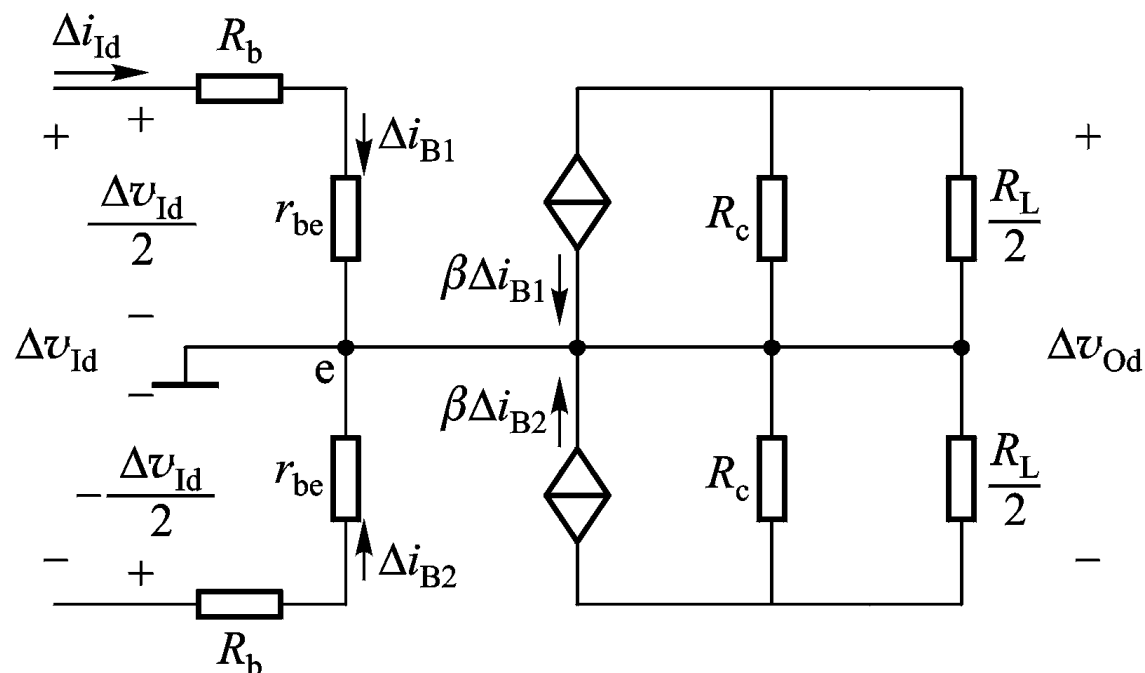 Δi_Id
R_b
+ +
Δi_B1
+
Δv_Id/2
r_be
R_c
R_L/2
βΔi_B1
−
Δv_Id
e
Δv_Od
−
βΔi_B2
−Δv_Id/2
r_be
R_c
R_L/2
− +
Δi_B2
−
R_b